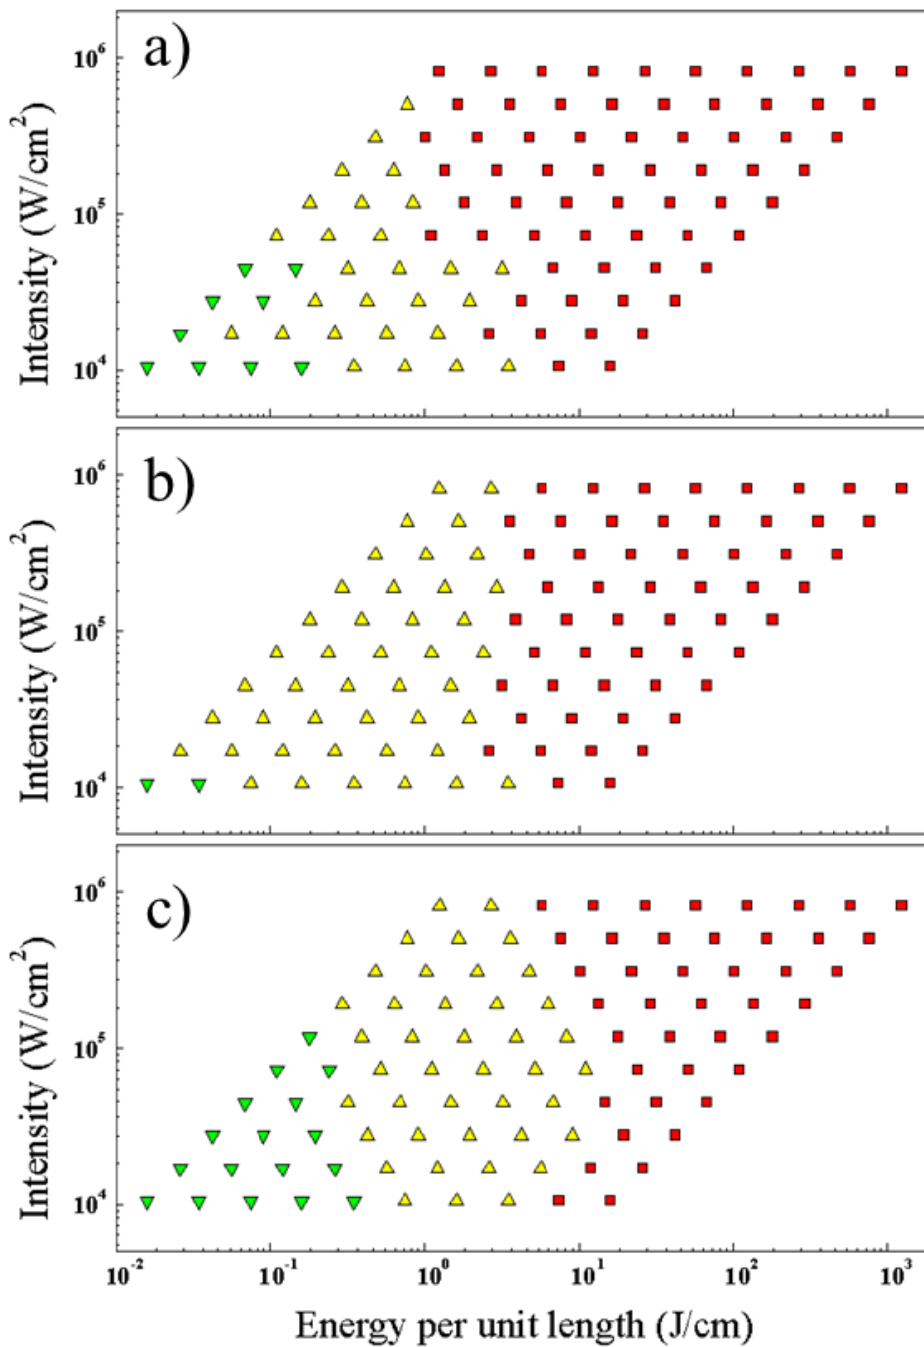 a)
10^6
10^5
10^4
Intensity (W/cm^2)
b)
10^6
10^5
10^4
Intensity (W/cm^2)
c)
10^6
10^5
10^4
Intensity (W/cm^2)
10^-2 10^-1 10^0 10^1 10^2 10^3
Energy per unit length (J/cm)